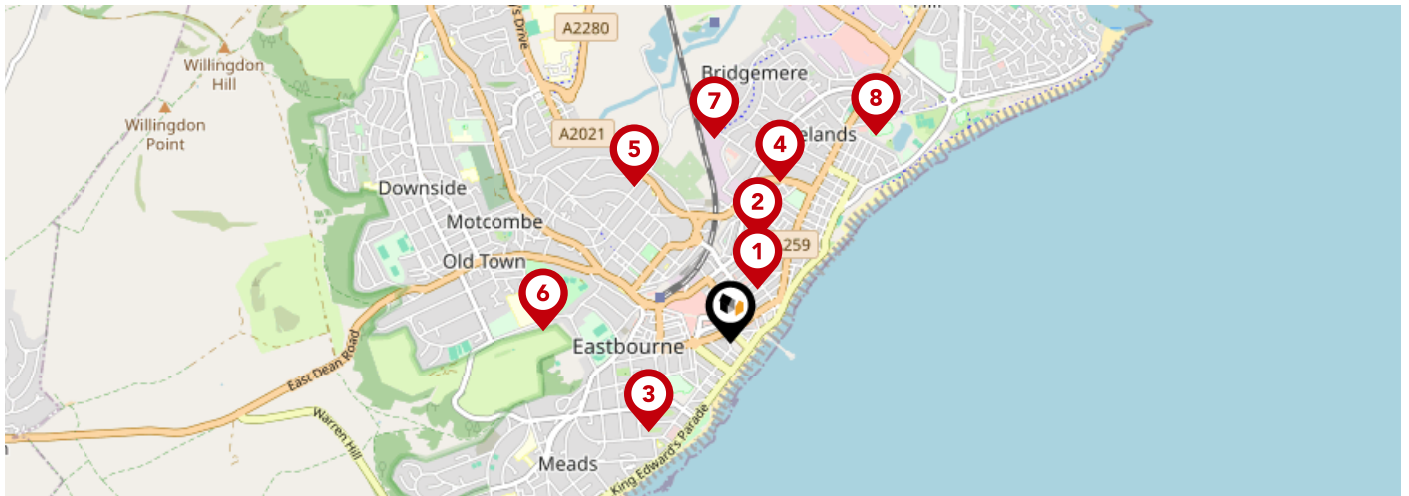 Willingdon
Hill
Willingdon
Point
's Drive
A2280
Bridgemere
7
8
A2021
5
4
elands
Downside
2
Motcombe
1
259
Old Town
6
Eastbourne
East Dean Road
3
Warren Hill
King Edward's Parade
Meads